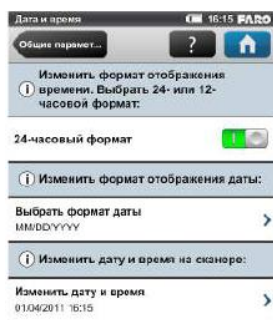 Дата и время 16:15 FARO
Общие парамет... ?
Изменить формат отображения
времени. Выбрать 24- или 12-
часовой формат:
24-часовый формат
Изменить формат отображения даты:
Выбрать формат даты
MM/DD/YYYY
Изменить дату и время на сканере:
Изменить дату и время
01/04/2011 16:15